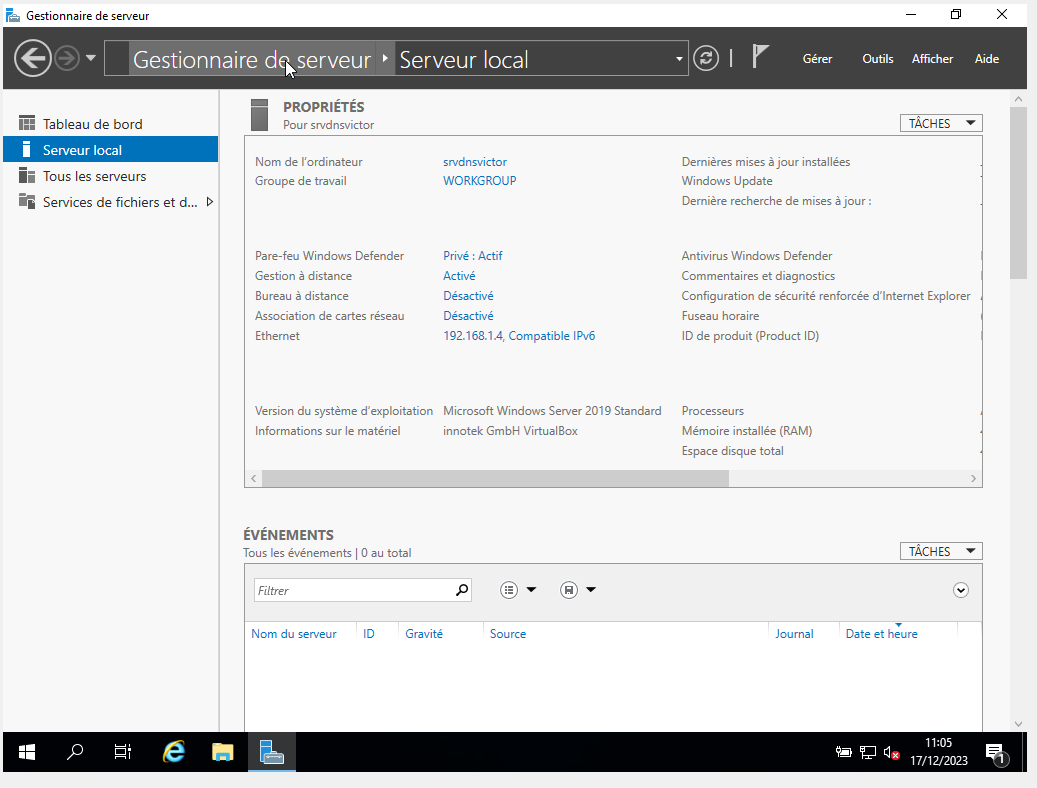 Gestionnaire de serveur
Gestionnaire de serveur Serveur local
Gérer Outils Afficher Aide
Tableau de bord
Serveur local
Tous les serveurs
Services de fichiers et d...
PROPRIÉTÉS
Pour srvdnsvictor
TÂCHES
Nom de l'ordinateur srvdnsvictor Dernières mises à jour installées
Groupe de travail WORKGROUP Windows Update
Dernière recherche de mises à jour :
Pare-feu Windows Defender Privé : Actif Antivirus Windows Defender
Gestion à distance Activé Commentaires et diagnostics
Bureau à distance Désactivé Configuration de sécurité renforcée d'Internet Explorer
Association de cartes réseau Désactivé Fuseau horaire
Ethernet 192.168.1.4, Compatible IPv6 ID de produit (Product ID)
Version du système d'exploitation Microsoft Windows Server 2019 Standard Processeurs
Informations sur le matériel innotek GmbH VirtualBox Mémoire installée (RAM)
Espace disque total
ÉVÉNEMENTS
Tous les événements | 0 au total
TÂCHES
Filtrer
Nom du serveur ID Gravité Source Journal Date et heure
11:05
17/12/2023
1